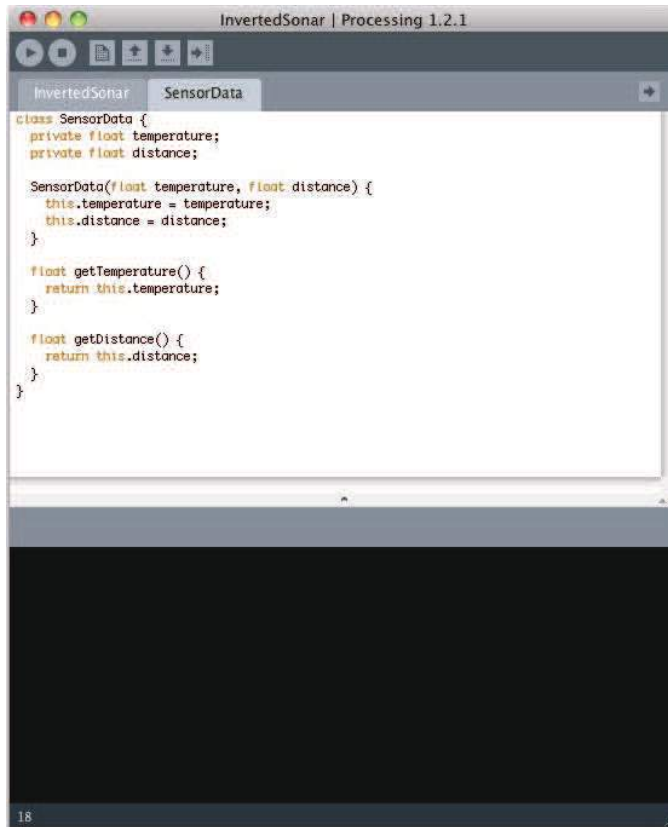 InvertedSonar | Processing 1.2.1
InvertedSonar SensorData
class SensorData {
  private float temperature;
  private float distance;

  SensorData(float temperature, float distance) {
    this.temperature = temperature;
    this.distance = distance;
  }

  float getTemperature() {
    return this.temperature;
  }

  float getDistance() {
    return this.distance;
  }
}
18